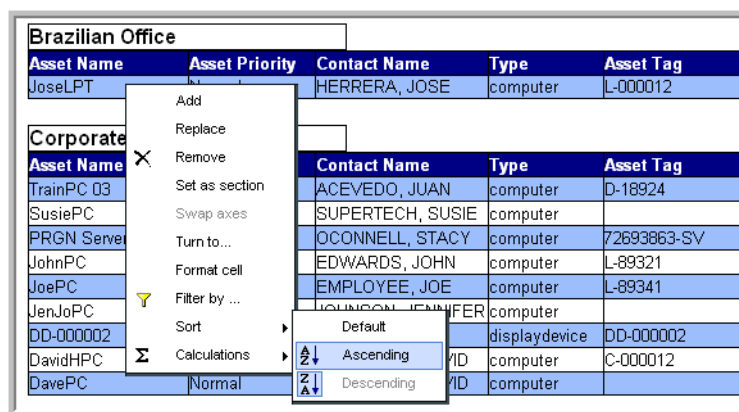 Brazilian Office
Asset Name Asset Priority Contact Name Type Asset Tag
JoseLPT HERRERA, JOSE computer L-000012
Add
Replace
Corporate
Remove
Asset Name Contact Name Type Asset Tag
Set as section
TrainPC 03 ACEVEDO, JUAN computer D-18924
Swap axes
SusiePC SUPERTECH, SUSIE computer
Turn to...
PRGN Server OCONNELL, STACY computer 72693863-SV
JohnPC EDWARDS, JOHN computer L-89321
Format cell
JoePC EMPLOYEE, JOE computer L-89341
Filter by ...
JenJoPC JOHNSON, JENNIFER computer
Sort Default
DD-000002 displaydevice DD-000002
Calculations Ascending
DavidHPC VID computer C-000012
Descending
DavePC Normal VID computer